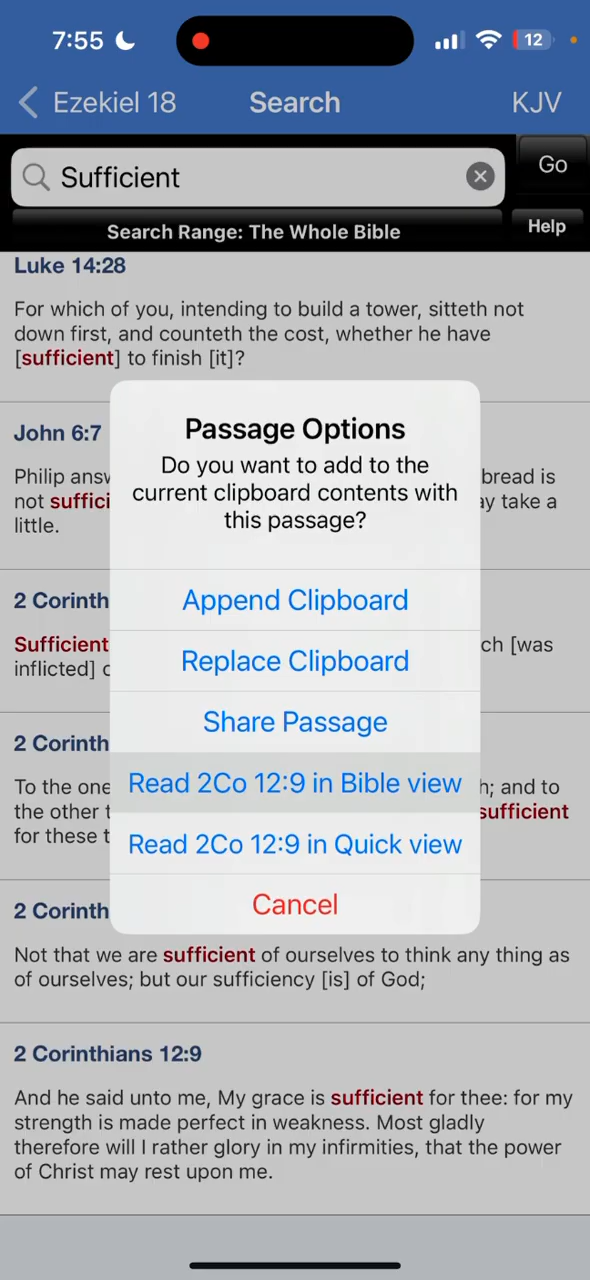 7:55
12
Ezekiel 18
Search
KJV
Sufficient
Go
Search Range: The Whole Bible
Help
Luke 14:28
For which of you, intending to build a tower, sitteth not
down first, and counteth the cost, whether he have
[sufficient] to finish [it]?
John 6:7
Philip bread is
not take a
little.
2 Corinth
Sufficient [was
inflicted]
2 Corinth
To the one and to
the other sufficient
for these
2 Corinth
Not that we are sufficient of ourselves to think any thing as
of ourselves; but our sufficiency [is] of God;
2 Corinthians 12:9
And he said unto me, My grace is sufficient for thee: for my
strength is made perfect in weakness. Most gladly
therefore will I rather glory in my infirmities, that the power
of Christ may rest upon me.
Passage Options
Do you want to add to the
current clipboard contents with
this passage?
Append Clipboard
Replace Clipboard
Share Passage
Read 2Co 12:9 in Bible view
Read 2Co 12:9 in Quick view
Cancel